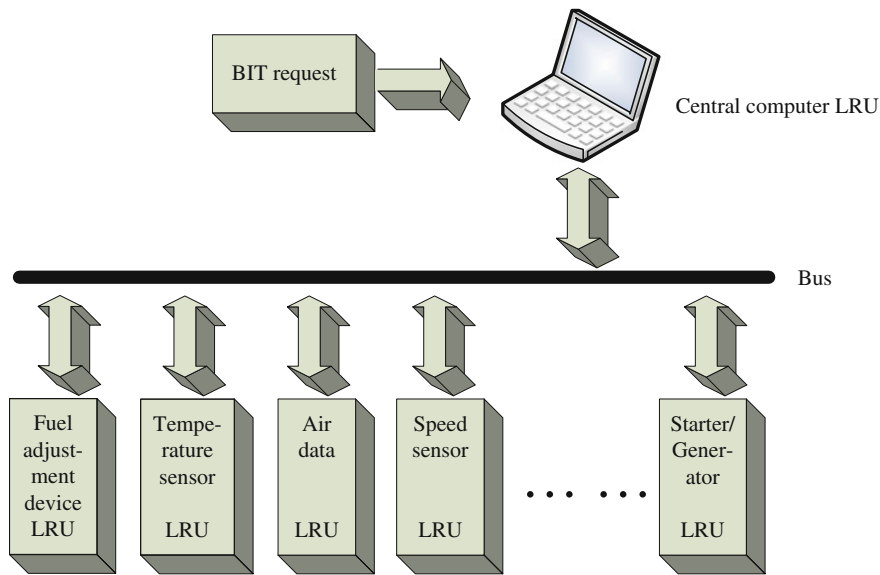 BIT request
Central computer LRU
Bus
Fuel
adjust-
ment
device
LRU
Tempe-
rature
sensor
LRU
Air
data
LRU
Speed
sensor
LRU
... ...
Starter/
Gener-
ator
LRU